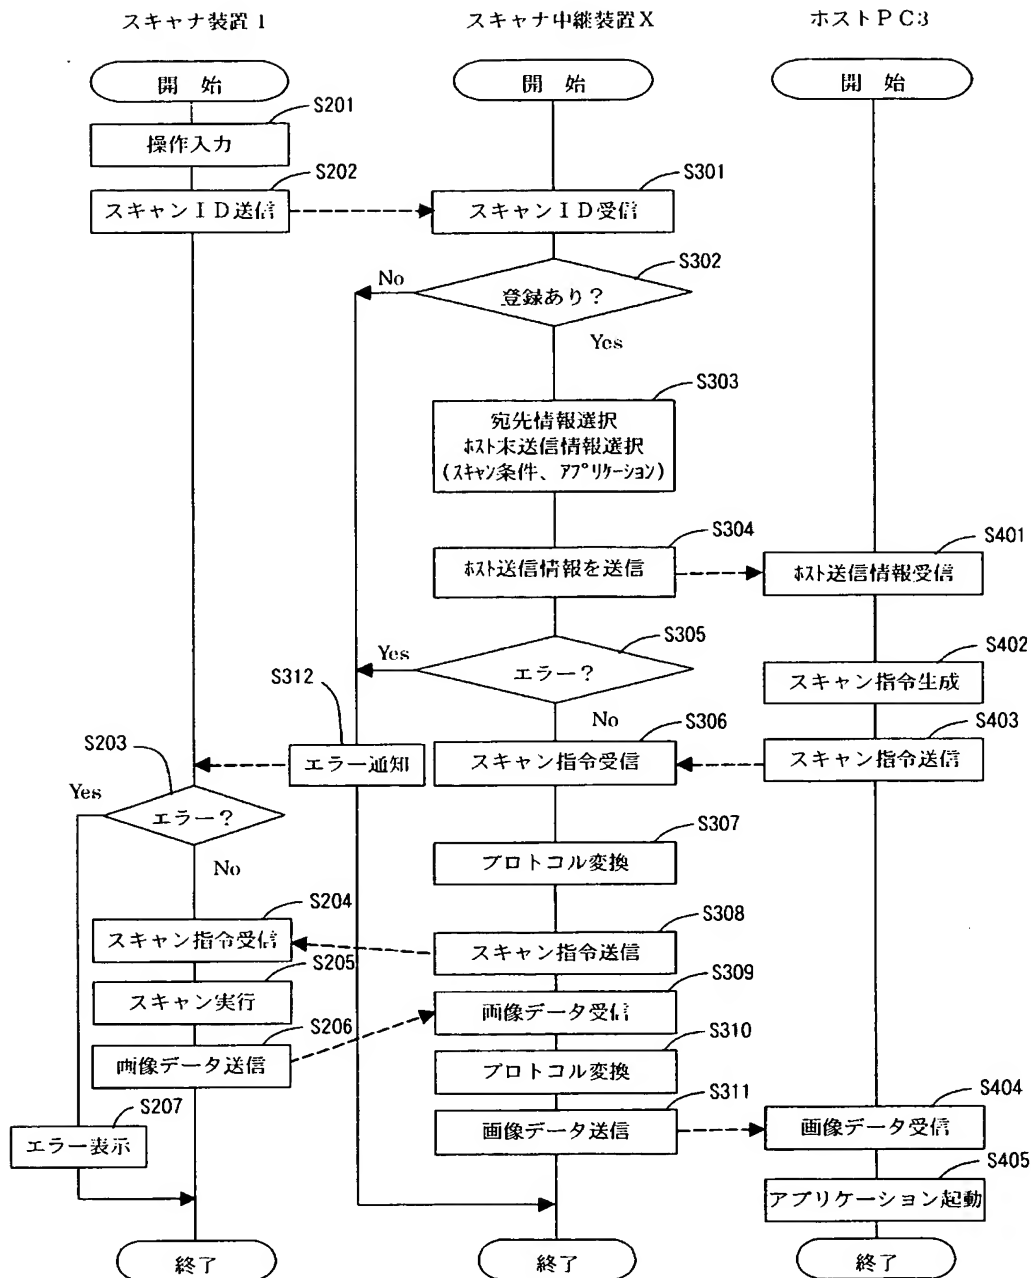 スキャナ装置1
スキャナ中継装置X
ホストPC3
開 始
開 始
開 始
S201
操作入力
S202
スキャンID送信
S301
スキャンID受信
S302
No
登録あり？
Yes
S303
宛先情報選択
ホスト末送信情報選択
(スキャン条件、アプリケーション)
S304
ホスト送信情報を送信
S401
ホスト送信情報受信
S305
Yes
エラー？
No
S402
スキャン指令生成
S312
エラー通知
S306
スキャン指令受信
S403
スキャン指令送信
S203
Yes
エラー？
No
S307
プロトコル変換
S204
スキャン指令受信
S308
スキャン指令送信
S205
スキャン実行
S309
画像データ受信
S206
画像データ送信
S310
プロトコル変換
S207
エラー表示
S311
画像データ送信
S404
画像データ受信
S405
アプリケーション起動
終了
終了
終了